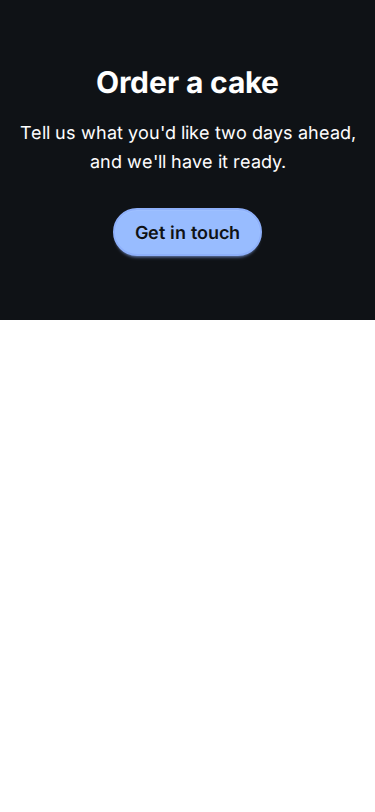 Order a cake
Tell us what you'd like two days ahead,
and we'll have it ready.
Get in touch